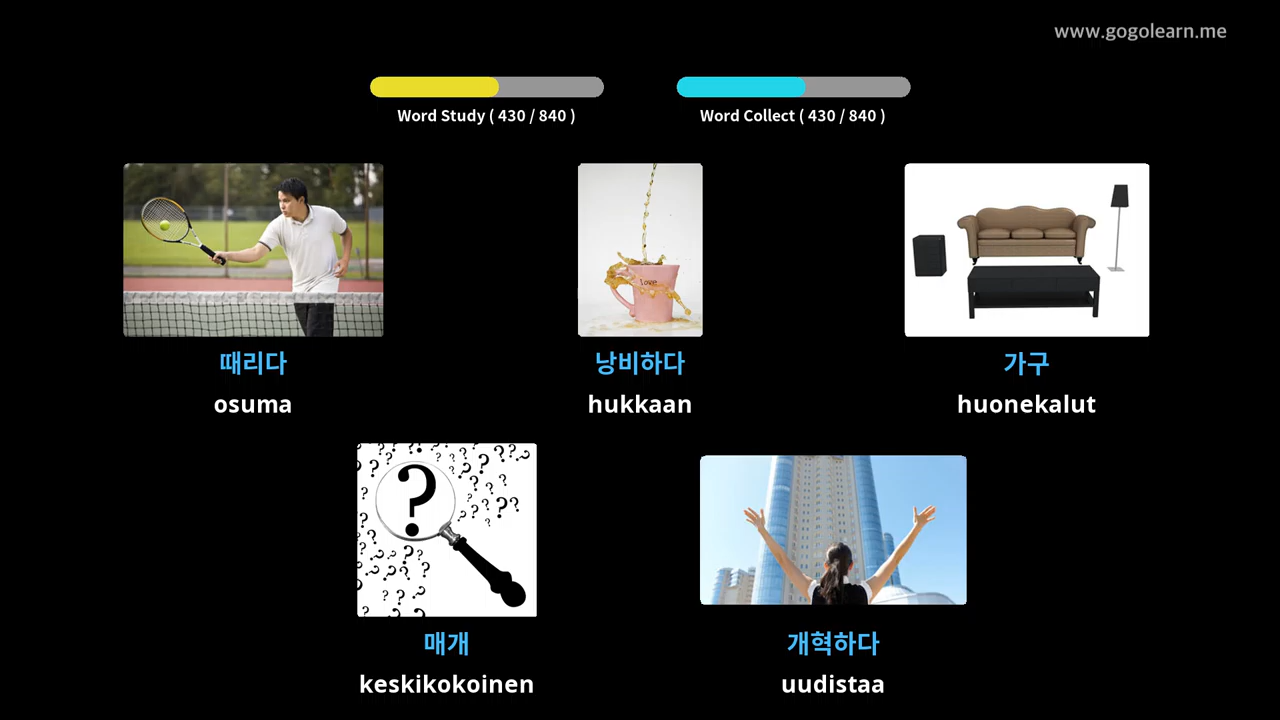 www.gogolearn.me
Word Study ( 430 / 840 )
Word Collect ( 430 / 840 )
때리다
낭비하다
가구
osuma
hukkaan
huonekalut
love
매개
개혁하다
keskikokoinen
uudistaa